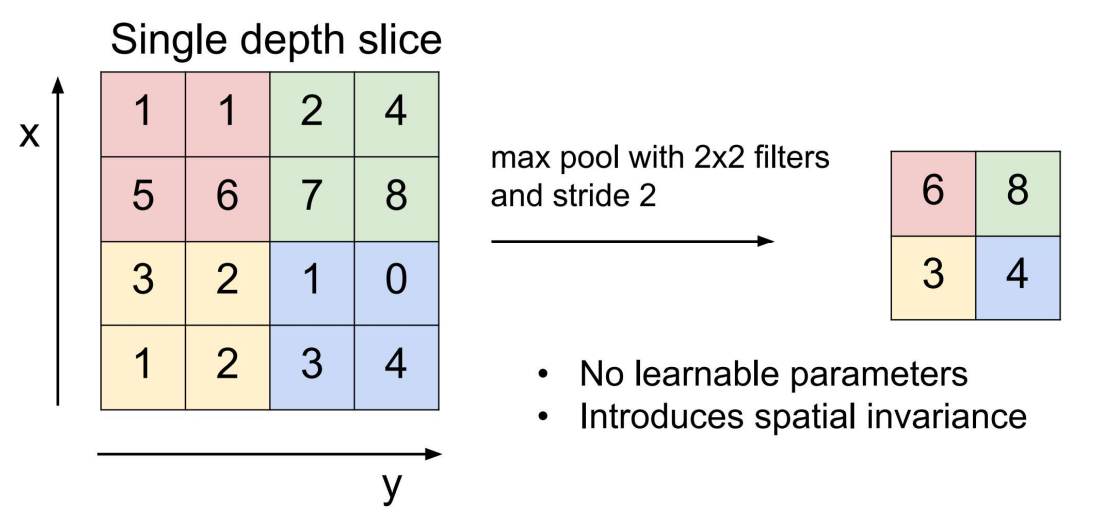 Single depth slice
x
1 1 2 4
5 6 7 8
3 2 1 0
1 2 3 4
y
max pool with 2x2 filters
and stride 2
6 8
3 4
• No learnable parameters
• Introduces spatial invariance